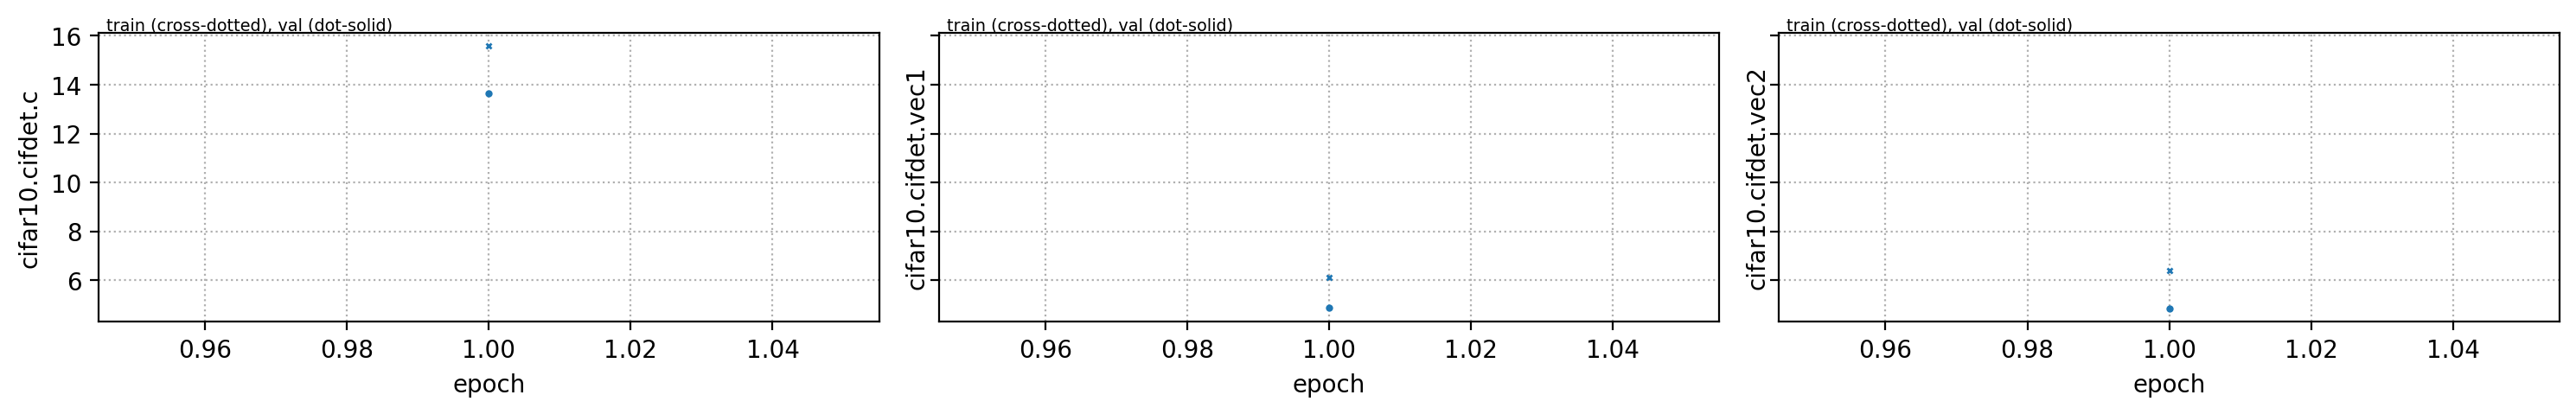 train (cross-dotted), val (dot-solid)
16
14
12
10
8
6
cifar10.cifdet.c
0.96 0.98 1.00 1.02 1.04
epoch
train (cross-dotted), val (dot-solid)
cifar10.cifdet.vec1
0.96 0.98 1.00 1.02 1.04
epoch
train (cross-dotted), val (dot-solid)
cifar10.cifdet.vec2
0.96 0.98 1.00 1.02 1.04
epoch